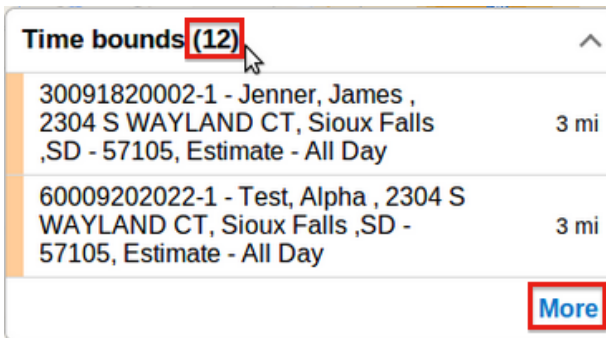 Time bounds (12)
30091820002-1 - Jenner, James ,
2304 S WAYLAND CT, Sioux Falls
,SD - 57105, Estimate - All Day
3 mi
60009202022-1 - Test, Alpha , 2304 S
WAYLAND CT, Sioux Falls ,SD -
57105, Estimate - All Day
3 mi
More